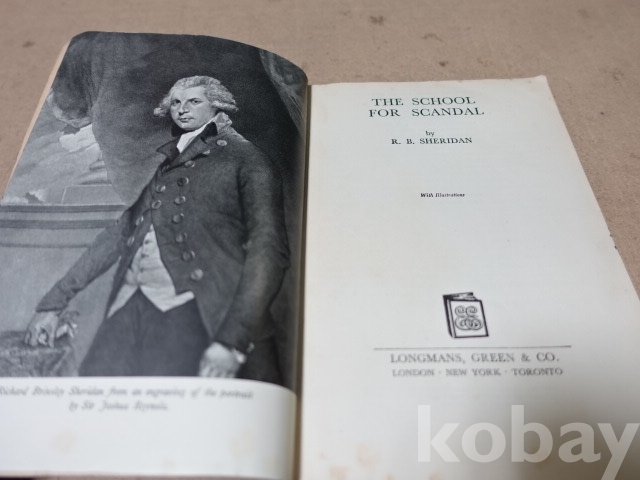 Richard Brinsley Sheridan from an engraving of the portrait
by Sir Joshua Reynolds.
THE SCHOOL
FOR SCANDAL
by
R. B. SHERIDAN
With Illustrations
LONGMANS, GREEN & CO.
LONDON · NEW YORK · TORONTO
kobay